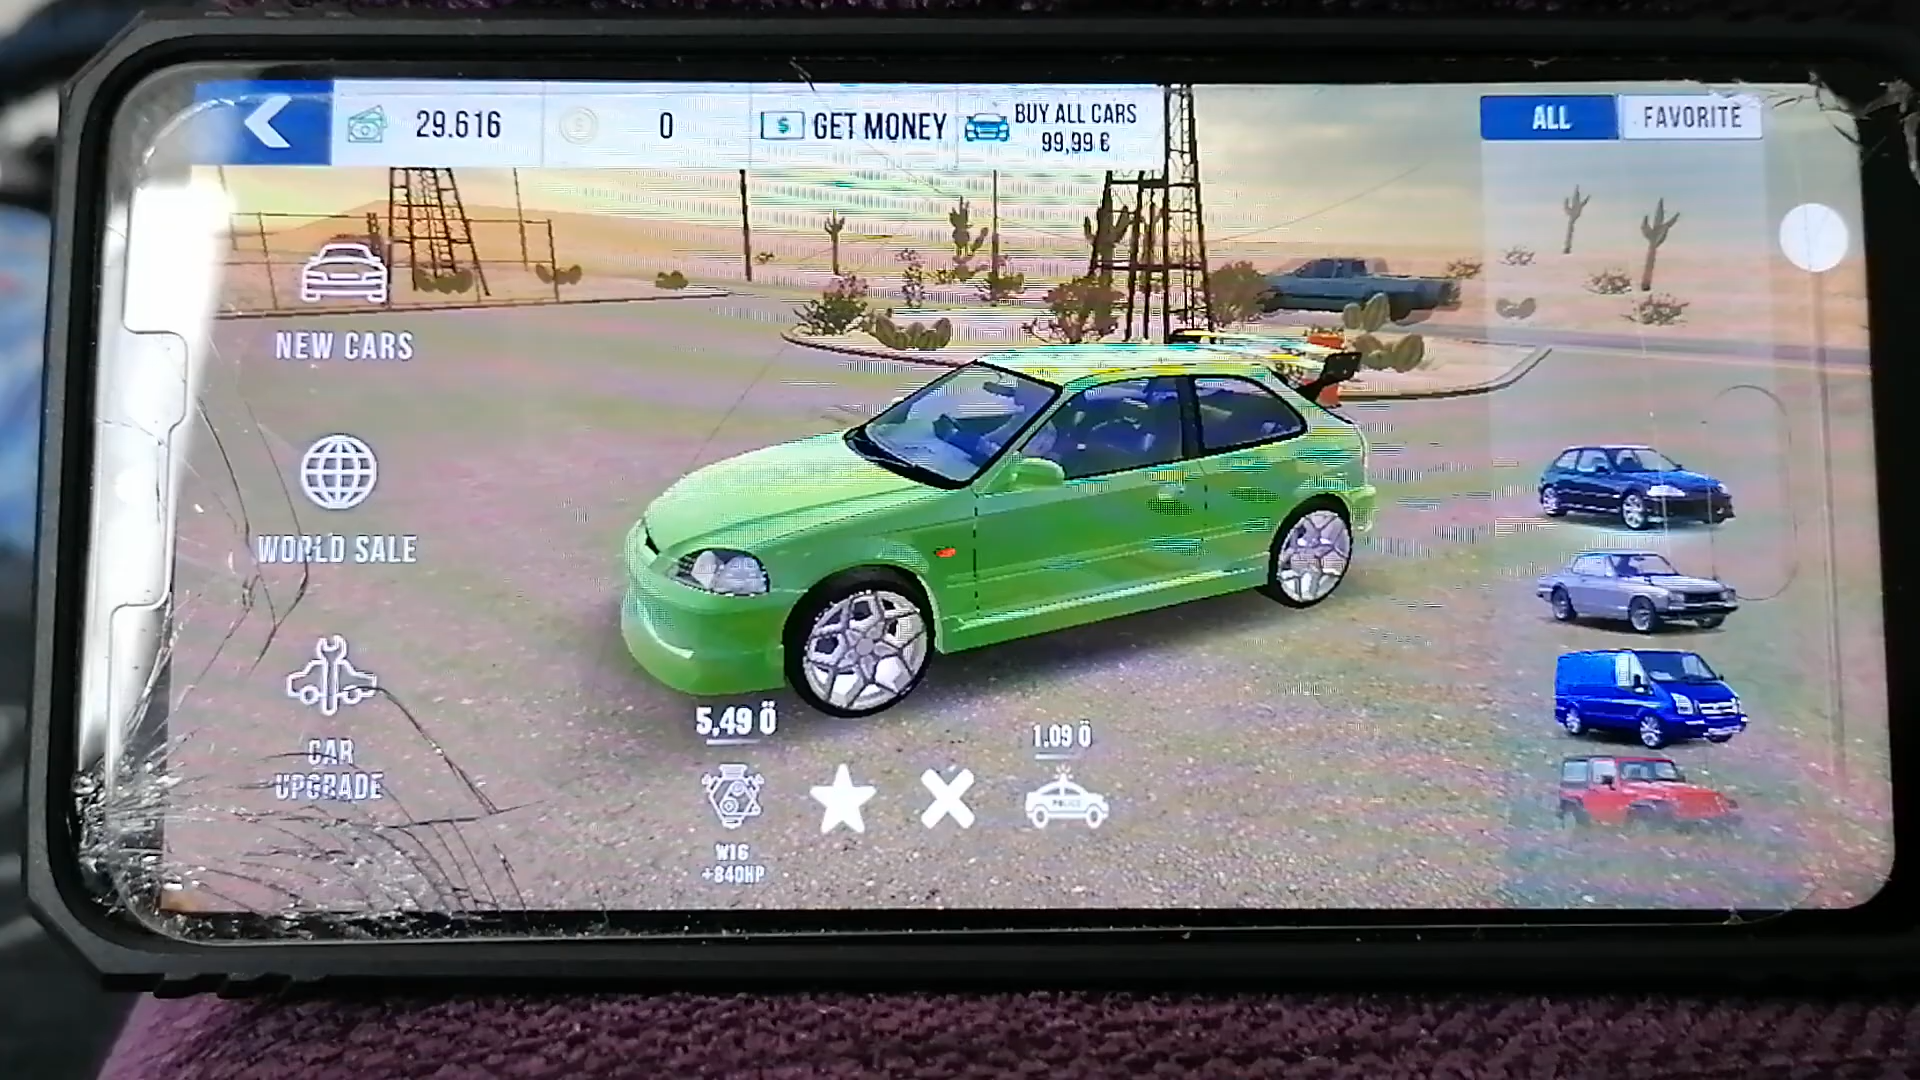 29.616
0
GET MONEY
BUY ALL CARS
99,99 €
ALL
FAVORITE
NEW CARS
WORLD SALE
CAR
UPGRADE
5,49 Ö
1,09 Ö
POLICE
W16
+840HP